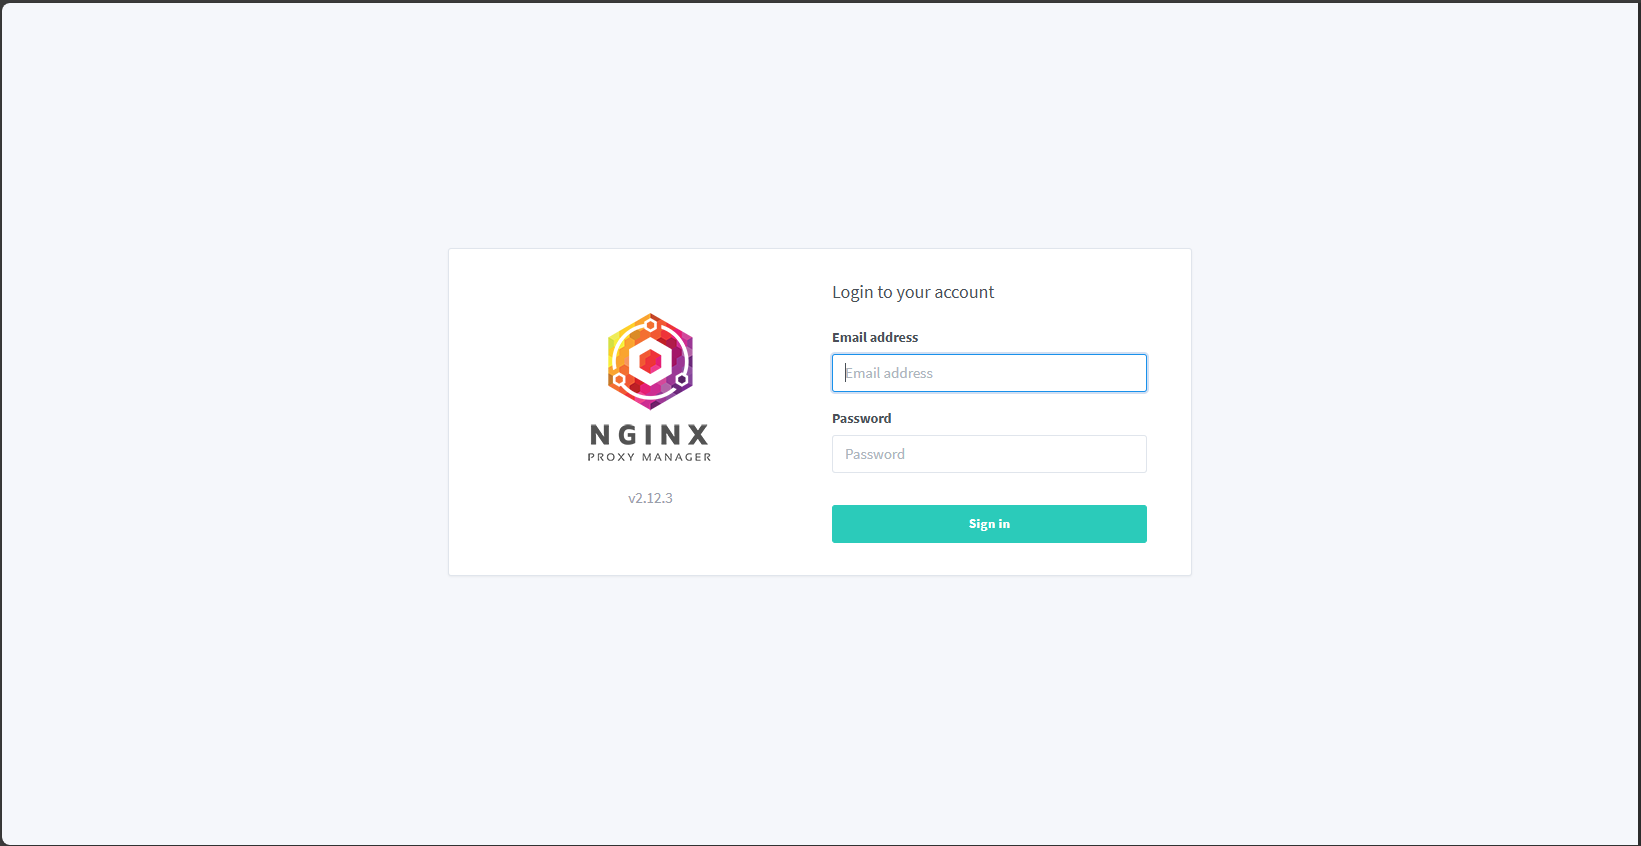 NGINX
PROXY MANAGER
v2.12.3
Login to your account
Email address
Email address
Password
Password
Sign in